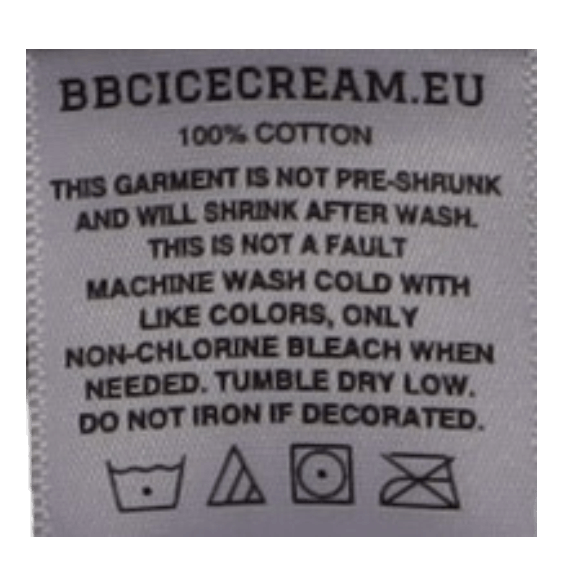 BBCICECREAM.EU
100% COTTON
THIS GARMENT IS NOT PRE-SHRUNK
AND WILL SHRINK AFTER WASH.
THIS IS NOT A FAULT
MACHINE WASH COLD WITH
LIKE COLORS, ONLY
NON-CHLORINE BLEACH WHEN
NEEDED. TUMBLE DRY LOW.
DO NOT IRON IF DECORATED.